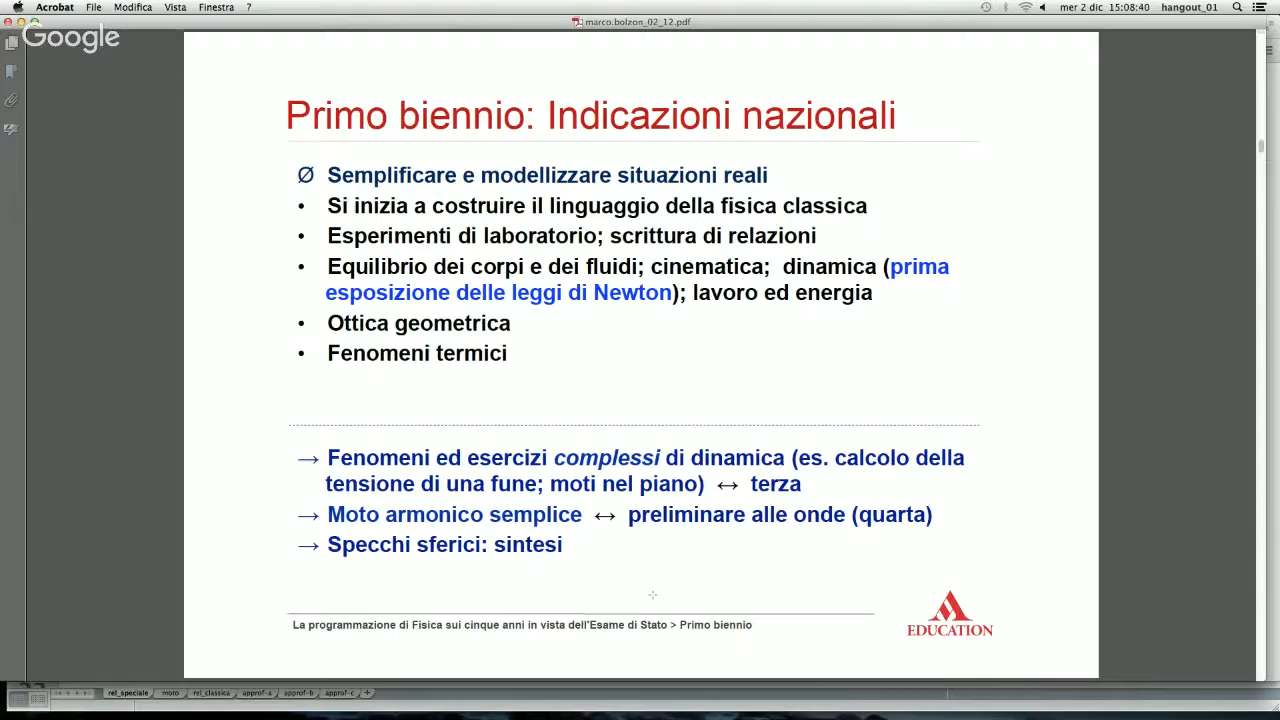 Acrobat File Modifica Vista Finestra ? mer 2 dic 15:08:40 hangout_01
marco.bolzon_02_12.pdf
Google
Primo biennio: Indicazioni nazionali
Ø Semplificare e modellizzare situazioni reali
• Si inizia a costruire il linguaggio della fisica classica
• Esperimenti di laboratorio; scrittura di relazioni
• Equilibrio dei corpi e dei fluidi; cinematica; dinamica (prima
esposizione delle leggi di Newton); lavoro ed energia
• Ottica geometrica
• Fenomeni termici
→ Fenomeni ed esercizi complessi di dinamica (es. calcolo della
tensione di una fune; moti nel piano) ↔ terza
→ Moto armonico semplice ↔ preliminare alle onde (quarta)
→ Specchi sferici: sintesi
La programmazione di Fisica sui cinque anni in vista dell'Esame di Stato > Primo biennio
EDUCATION
rel_speciale moto rel_classica approf-a approf-b approf-c +